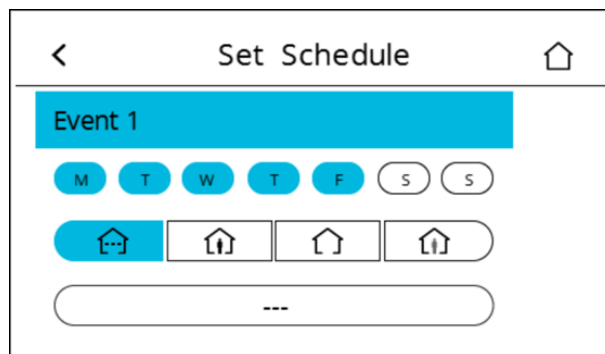 Set Schedule
Event 1
M T W T F S S
---